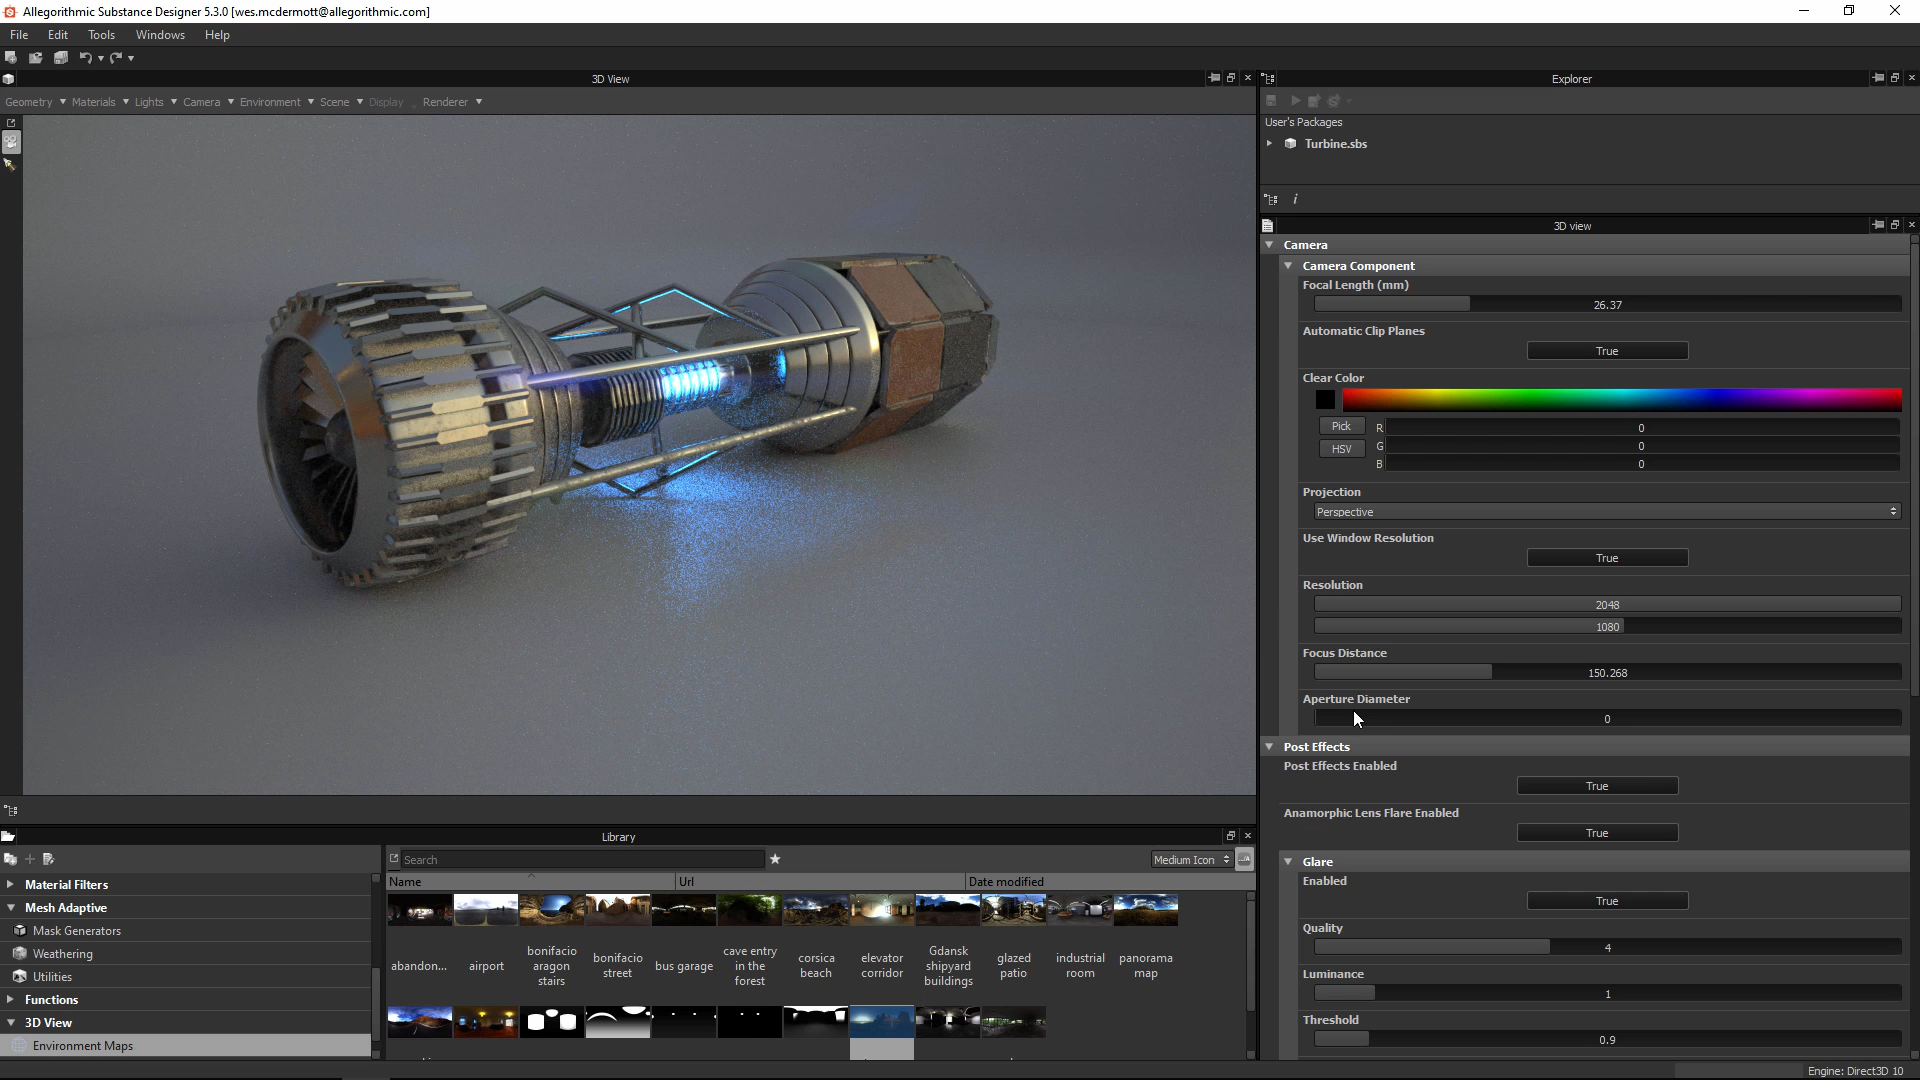 Allegorithmic Substance Designer 5.3.0 [wes.mcdermott@allegorithmic.com]
File Edit Tools Windows Help
3D View
Geometry Materials Lights Camera Environment Scene Display Renderer
Explorer
User's Packages
Turbine.sbs
i
3D view
Camera
Camera Component
Focal Length (mm)
26.37
Automatic Clip Planes
True
Clear Color
Pick R 0
G 0
HSV
B 0
Projection
Perspective
Use Window Resolution
True
Resolution
2048
1080
Focus Distance
150.268
Aperture Diameter
0
Post Effects
Post Effects Enabled
True
Anamorphic Lens Flare Enabled
True
Glare
Enabled
True
Quality
4
Luminance
1
Threshold
0.9
Library
Search
Medium Icon
Name Url Date modified
Material Filters
Mesh Adaptive
Mask Generators
Weathering
Utilities
Functions
3D View
Environment Maps
abandon...
airport
bonifacio
aragon
stairs
bonifacio
street
bus garage
cave entry
in the
forest
corsica
beach
elevator
corridor
Gdansk
shipyard
buildings
glazed
patio
industrial
room
panorama
map
Engine: Direct3D 10